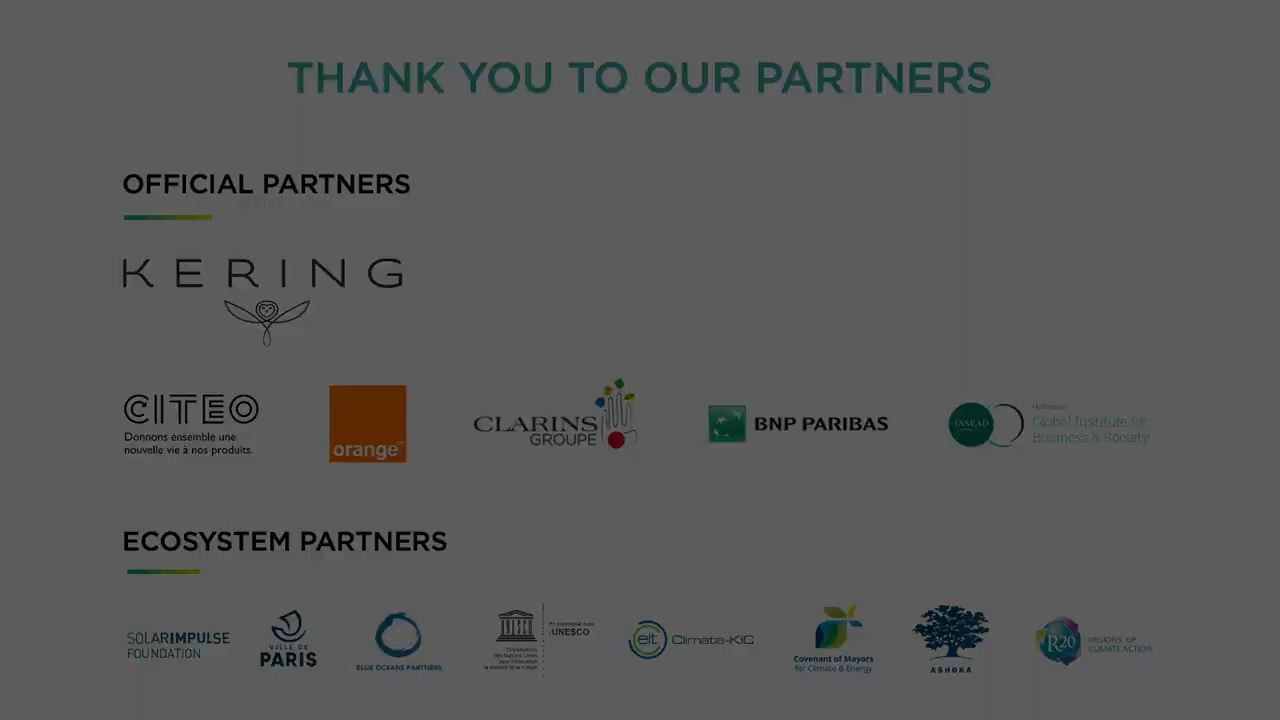 THANK YOU TO OUR PARTNERS
OFFICIAL PARTNERS
KERING
CITEO
Donnons ensemble une
nouvelle vie à nos produits.
orange
CLARINS
GROUPE
BNP PARIBAS
INSEAD
Global Institute for
Business & Society
ECOSYSTEM PARTNERS
SOLARIMPULSE
FOUNDATION
VILLE DE
PARIS
BLUE OCEANS PARTNERS
UNESCO
eit Climate-KIC
Covenant of Mayors
for Climate & Energy
ASHOKA
R20
REGIONS OF
CLIMATE ACTION